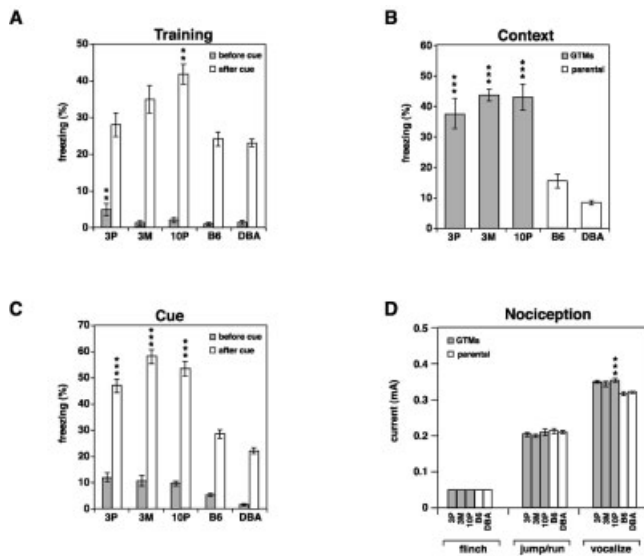 A
Training
before cue
after cue
freezing (%)
50
40
30
20
10
0
**
**
3P 3M 10P B6 DBA
B
Context
GTMs
parental
freezing (%)
60
50
40
30
20
10
0
***
***
***
3P 3M 10P B6 DBA
C
Cue
before cue
after cue
freezing (%)
70
60
50
40
30
20
10
0
***
***
***
3P 3M 10P B6 DBA
D
Nociception
GTMs
parental
current (mA)
0.5
0.4
0.3
0.2
0.1
0
***
3P 3M 10P B6 DBA 3P 3M 10P B6 DBA 3P 3M 10P B6 DBA
flinch jump/run vocalize